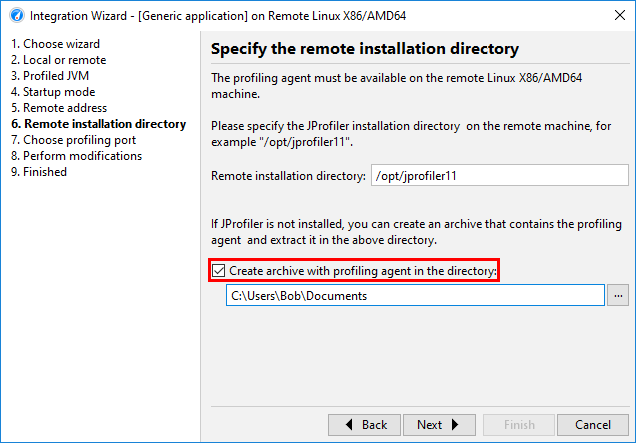 Integration Wizard - [Generic application] on Remote Linux X86/AMD64
1. Choose wizard
2. Local or remote
3. Profiled JVM
4. Startup mode
5. Remote address
6. Remote installation directory
7. Choose profiling port
8. Perform modifications
9. Finished
Specify the remote installation directory
The profiling agent must be available on the remote Linux X86/AMD64
machine.
Please specify the JProfiler installation directory on the remote machine, for
example "/opt/jprofiler11".
Remote installation directory: /opt/jprofiler11
If JProfiler is not installed, you can create an archive that contains the profiling
agent and extract it in the above directory.
Create archive with profiling agent in the directory:
C:\Users\Bob\Documents ...
Back Next Finish Cancel